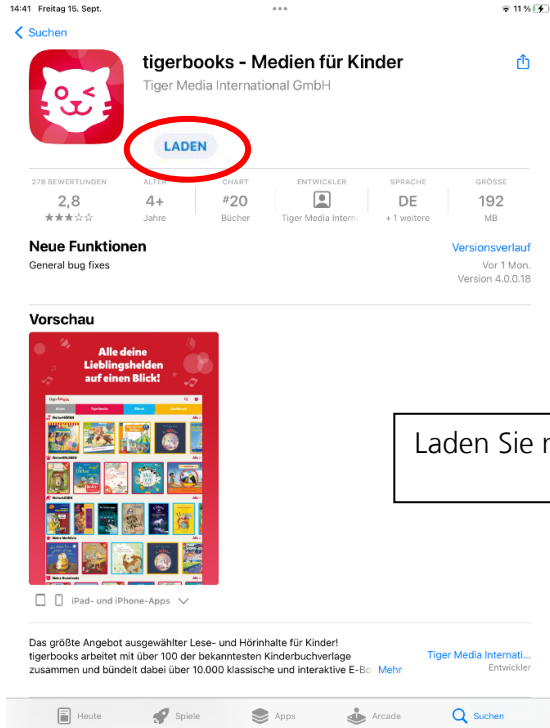 14:41 Freitag 15. Sept.
11 %
Suchen
tigerbooks - Medien für Kinder
Tiger Media International GmbH
LADEN
278 BEWERTUNGEN ALTER CHART ENTWICKLER SPRACHE GRÖSSE
2,8 4+ #20 DE 192
Jahre Bücher Tiger Media Intern + 1 weitere MB
Neue Funktionen Versionsverlauf
General bug fixes Vor 1 Mon.
Version 4.0.0.18
Vorschau
Alle deine
Lieblingshelden
auf einen Blick!
Laden Sie
iPad- und iPhone-Apps
Das größte Angebot ausgewählter Lese- und Hörinhalte für Kinder!
tigerbooks arbeitet mit über 100 der bekanntesten Kinderbuchverlage Tiger Media Internati...
zusammen und bündelt dabei über 10.000 klassische und interaktive E-Bo Mehr Entwickler
Heute Spiele Apps Arcade Suchen